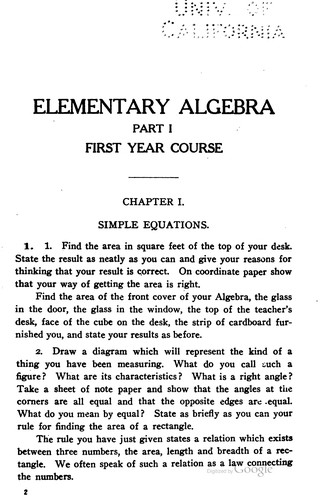 UNIV. OF
CALIFORNIA
ELEMENTARY ALGEBRA
PART I
FIRST YEAR COURSE
CHAPTER I.
SIMPLE EQUATIONS.
1. 1. Find the area in square feet of the top of your desk.
State the result as neatly as you can and give your reasons for
thinking that your result is correct. On coordinate paper show
that your way of getting the area is right.
Find the area of the front cover of your Algebra, the glass
in the door, the glass in the window, the top of the teacher's
desk, face of the cube on the desk, the strip of cardboard fur-
nished you, and state your results as before.
2. Draw a diagram which will represent the kind of a
thing you have been measuring. What do you call such a
figure? What are its characteristics? What is a right angle?
Take a sheet of note paper and show that the angles at the
corners are all equal and that the opposite edges are equal.
What do you mean by equal? State as briefly as you can your
rule for finding the area of a rectangle.
The rule you have just given states a relation which exists
between three numbers, the area, length and breadth of a rec-
tangle. We often speak of such a relation as a law connecting
the numbers.
2
Digitized by Google